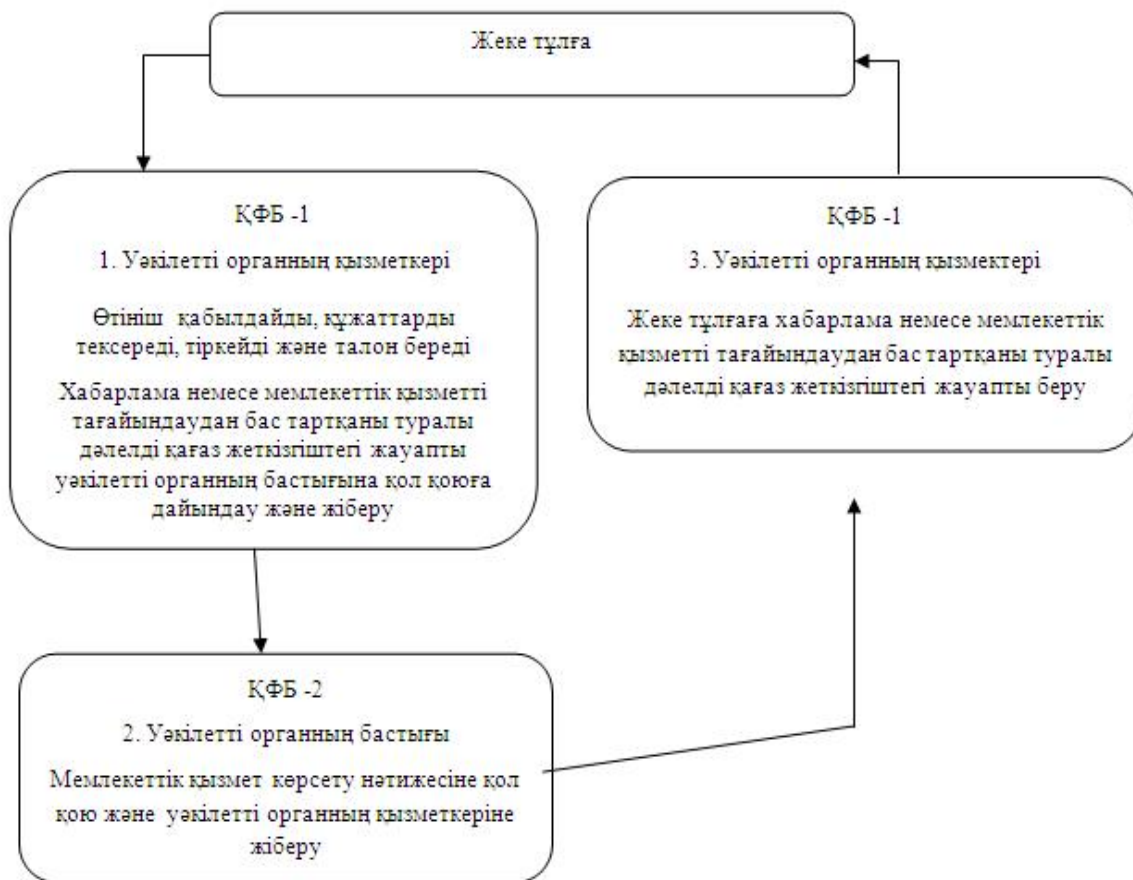 Жеке тұлға
ҚФБ -1
1. Уәкілетті органның қызметкері
Өтініш қабылдайды, құжаттарды
тексереді, тіркейді және талон береді
Хабарлама немесе мемлекеттік қызметті
тағайындаудан бас тартқаны туралы
дәлелді қағаз жеткізгіштегі жауапты
уәкілетті органның бастығына қол қоюға
дайындау және жіберу
ҚФБ -1
3. Уәкілетті органның қызмектері
Жеке тұлғаға хабарлама немесе мемлекеттік
қызметті тағайындаудан бас тартқаны туралы
дәлелді қағаз жеткізгіштегі жауапты беру
ҚФБ -2
2. Уәкілетті органның бастығы
Мемлекеттік қызмет көрсету нәтижесіне қол
қою және уәкілетті органның қызметкеріне
жіберу